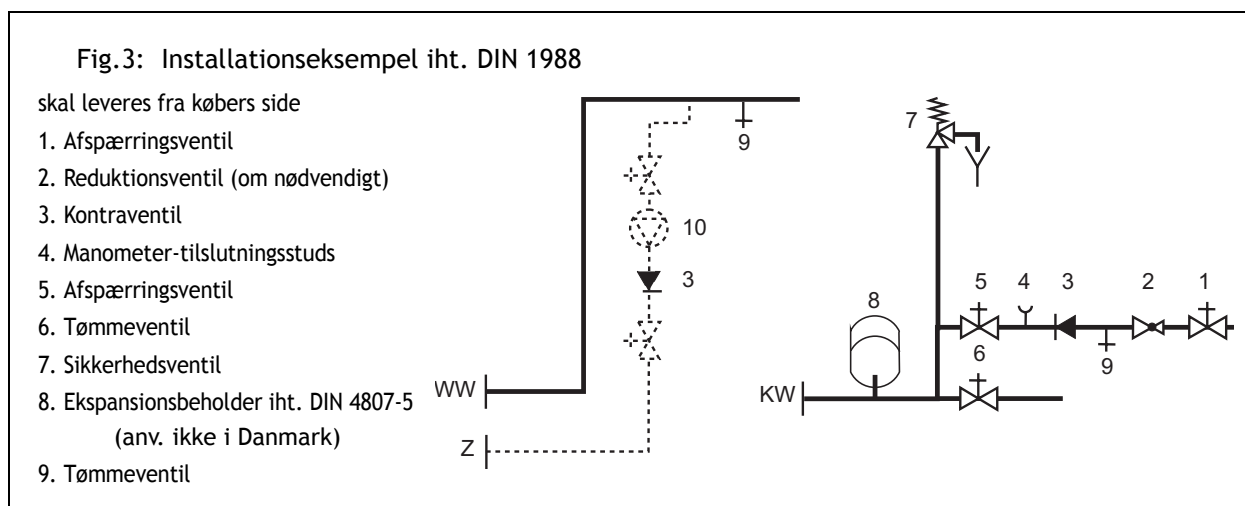 Fig.3: Installationseksempel iht. DIN 1988
skal leveres fra købers side
1. Afspærringsventil
2. Reduktionsventil (om nødvendigt)
3. Kontraventil
4. Manometer-tilslutningsstuds
5. Afspærringsventil
6. Tømmeventil
7. Sikkerhedsventil
8. Ekspansionsbeholder iht. DIN 4807-5
(anv. ikke i Danmark)
9. Tømmeventil
9
10
3
WW
Z
7
5 4 3 2 1
8
6
9
KW